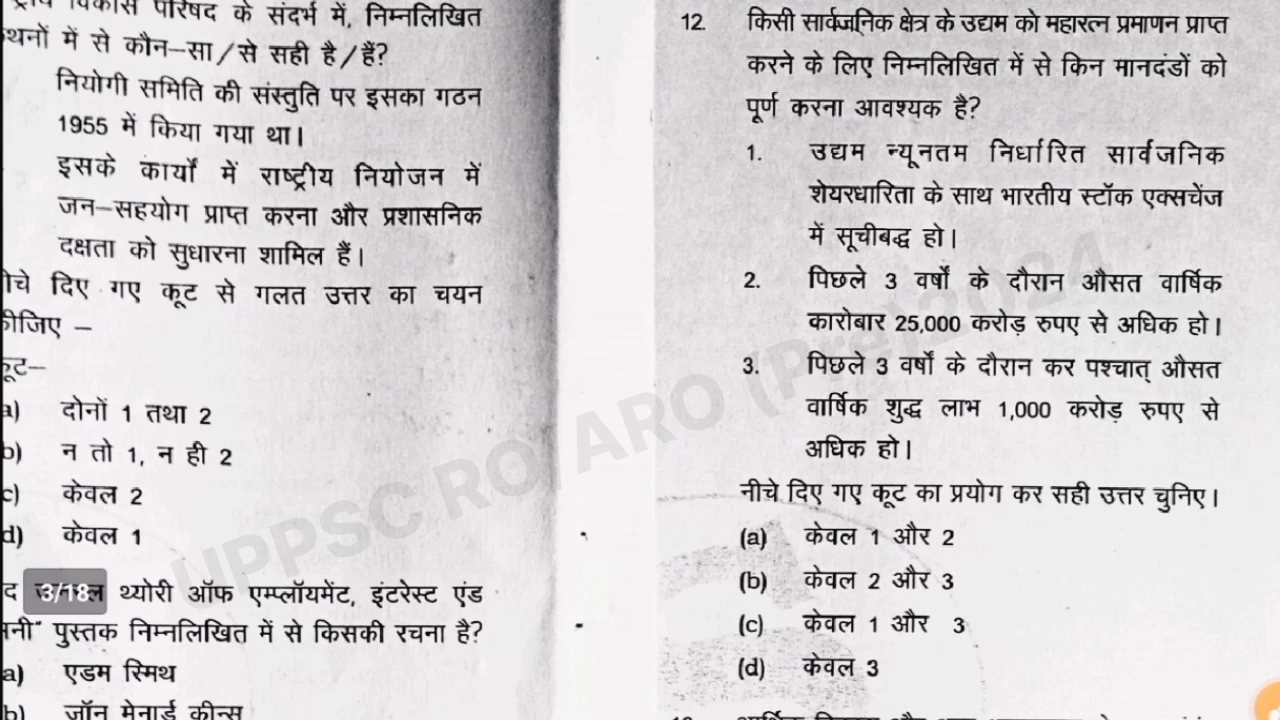 विकास परिषद के संदर्भ में, निम्नलिखित
में से कौन–सा/से सही है/हैं?
नियोगी समिति की संस्तुति पर इसका गठन
1955 में किया गया था।
इसके कार्यों में राष्ट्रीय नियोजन में
जन–सहयोग प्राप्त करना और प्रशासनिक
दक्षता को सुधारना शामिल हैं।
दिए गए कूट से गलत उत्तर का चयन
–
दोनों 1 तथा 2
न तो 1, न ही 2
केवल 2
केवल 1
3/18 थ्योरी ऑफ एम्प्लॉयमेंट, इंटरेस्ट एंड
पुस्तक निम्नलिखित में से किसकी रचना है?
एडम स्मिथ
जॉन मेनार्ड कीन्स
12. किसी सार्वजनिक क्षेत्र के उद्यम को महारत्न प्रमाणन प्राप्त
करने के लिए निम्नलिखित में से किन मानदंडों को
पूर्ण करना आवश्यक है?
1. उद्यम न्यूनतम निर्धारित सार्वजनिक
शेयरधारिता के साथ भारतीय स्टॉक एक्सचेंज
में सूचीबद्ध हो।
2. पिछले 3 वर्षों के दौरान औसत वार्षिक
कारोबार 25,000 करोड़ रुपए से अधिक हो।
3. पिछले 3 वर्षों के दौरान कर पश्चात् औसत
वार्षिक शुद्ध लाभ 1,000 करोड़ रुपए से
अधिक हो।
नीचे दिए गए कूट का प्रयोग कर सही उत्तर चुनिए।
(a) केवल 1 और 2
(b) केवल 2 और 3
(c) केवल 1 और 3
(d) केवल 3
UPPSC RO/ARO (Pre) 2024